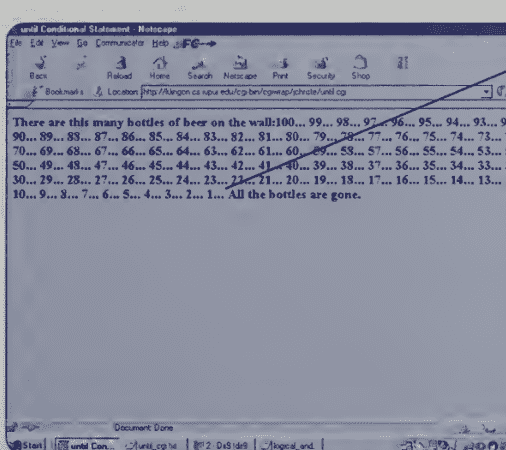 until Conditional Statement - Netscape
File Edit View Go Communicator Help
Back Reload Home Search Netscape Print Security Shop
Bookmarks Location:
There are this many bottles of beer on the wall:100... 99... 98... 97... 96... 95... 94... 93... 9
90... 89... 88... 87... 86... 85... 84... 83... 82... 81... 80... 79... 78... 77... 76... 75... 74... 73...
70... 69... 68... 67... 66... 65... 64... 63... 62... 61... 60... 59... 58... 57... 56... 55... 54... 53...
50... 49... 48... 47... 46... 45... 44... 43... 42... 41... 40... 39... 38... 37... 36... 35... 34... 33...
30... 29... 28... 27... 26... 25... 24... 23... 22... 21... 20... 19... 18... 17... 16... 15... 14... 13...
10... 9... 8... 7... 6... 5... 4... 3... 2... 1... All the bottles are gone.
Document Done
Start until Con...